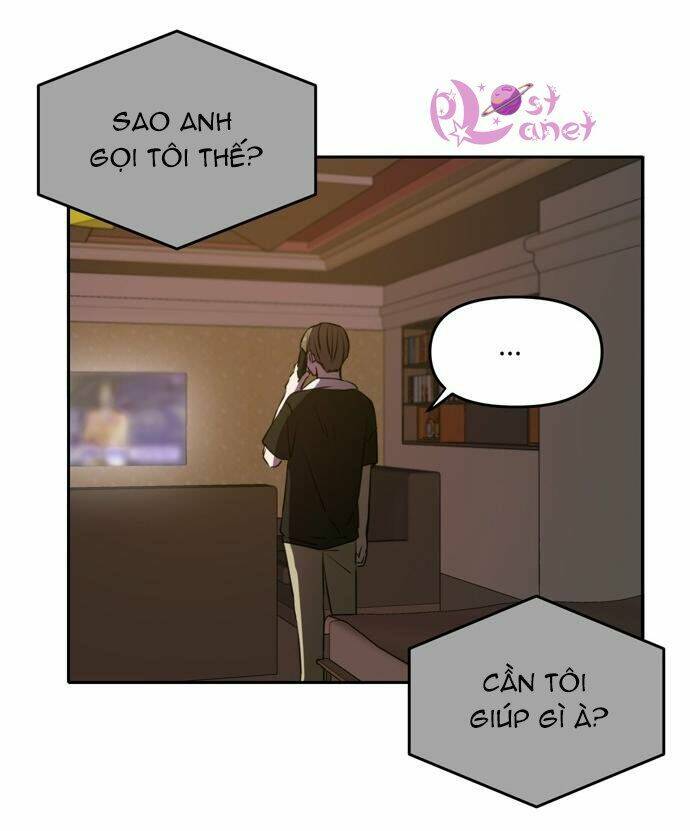 SAO ANH
GỌI TÔI THẾ?
Lost
Planet
...
CẦN TÔI
GIÚP GÌ À?